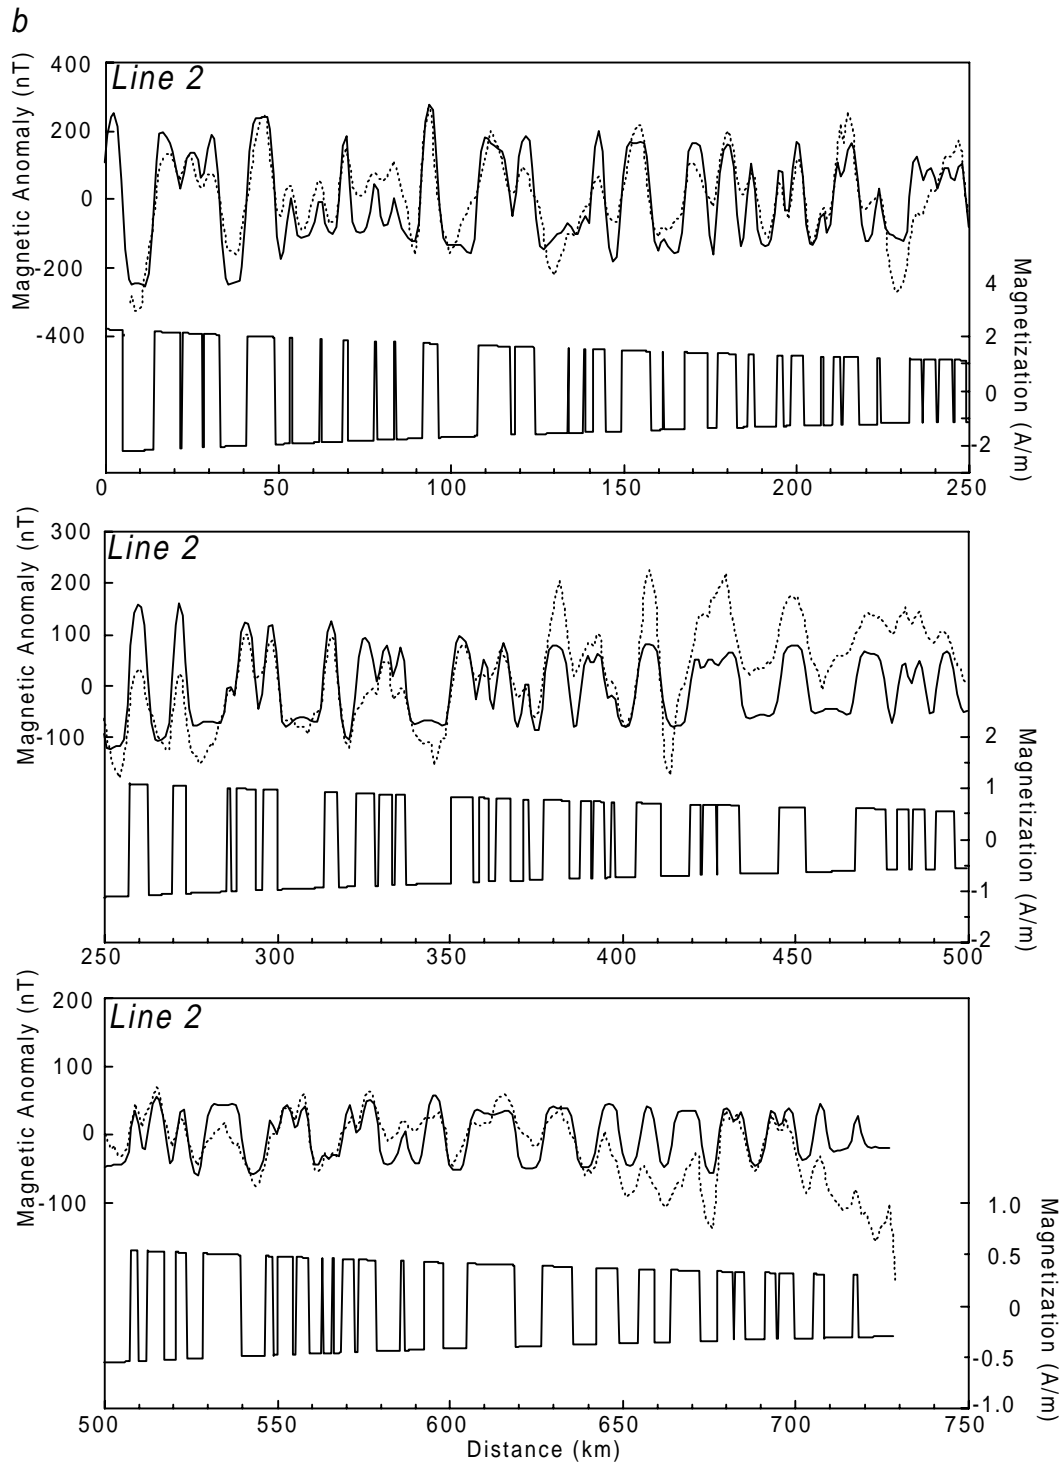 b
Line 2
Magnetic Anomaly (nT)
400
200
0
-200
-400
4
2
0
-2
Magnetization (A/m)
0 50 100 150 200 250
Line 2
Magnetic Anomaly (nT)
300
200
100
0
-100
2
1
0
-1
-2
Magnetization (A/m)
250 300 350 400 450 500
Line 2
Magnetic Anomaly (nT)
200
100
0
-100
1.0
0.5
0
-0.5
-1.0
Magnetization (A/m)
500 550 600 650 700 750
Distance (km)